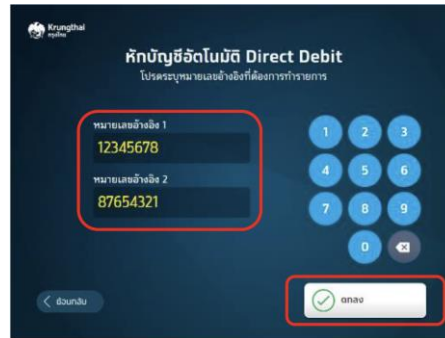 Krungthai
กรุงไทย
หักบัญชีอัตโนมัติ Direct Debit
โปรดระบุหมายเลขอ้างอิงที่ต้องการทำรายการ
หมายเลขอ้างอิง 1
12345678
หมายเลขอ้างอิง 2
87654321
1 2 3
4 5 6
7 8 9
0
ย้อนกลับ
ตกลง